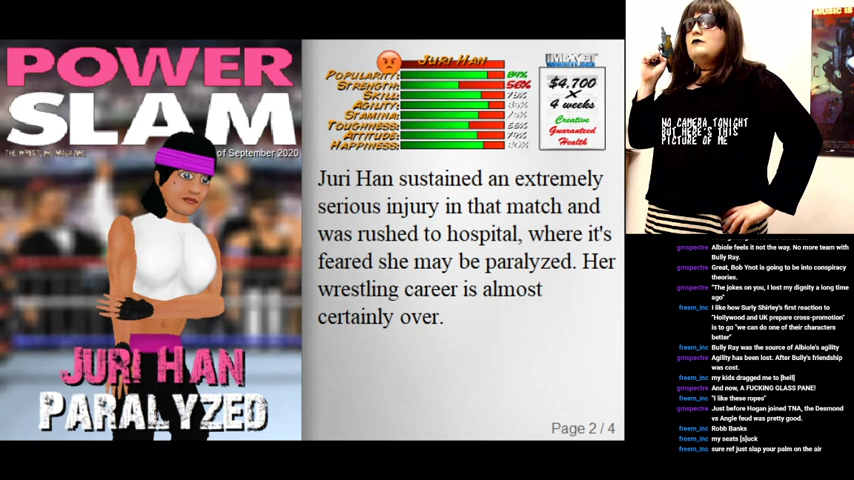 POWER
SLAM
THE WRESTLING MAGAZINE
of September 2020
JURI HAN
PARALYZED
JURI HAN
POPULARITY: 84%
STRENGTH: 56%
SKILL: 78%
AGILITY:
STAMINA: 74%
TOUGHNESS:
ATTITUDE: 74%
HAPPINESS:
IMPACT
WRESTLING
$4,700
X
4 weeks
Creative
Guaranteed
Health
Juri Han sustained an extremely
serious injury in that match and
was rushed to hospital, where it's
feared she may be paralyzed. Her
wrestling career is almost
certainly over.
Page 2 / 4
MUSIC IS
NO CAMERA TONIGHT
BUT HERE'S THIS
PICTURE OF ME
gmspectre Albiole feels it not the way. No more team with
Bully Ray.
gmspectre Great, Bob Ynot is going to be into conspiracy
theories.
gmspectre "The jokes on you, I lost my dignity a long time
ago"
freem_inc I like how Surly Shirley's first reaction to
"Hollywood and UK prepare cross-promotion"
is to go "we can do one of their characters
better"
freem_inc Bully Ray was the source of Albiole's agility
gmspectre Agility has been lost. After Bully's friendship
was cost.
freem_inc my kids dragged me to [hell]
gmspectre And now, A FUCKING GLASS PANE!
freem_inc "I like these ropes"
gmspectre Just before Hogan joined TNA, the Desmond
vs Angle feud was pretty good.
freem_inc Robb Banks
freem_inc my seats [s]uck
freem_inc sure ref just slap your palm on the air